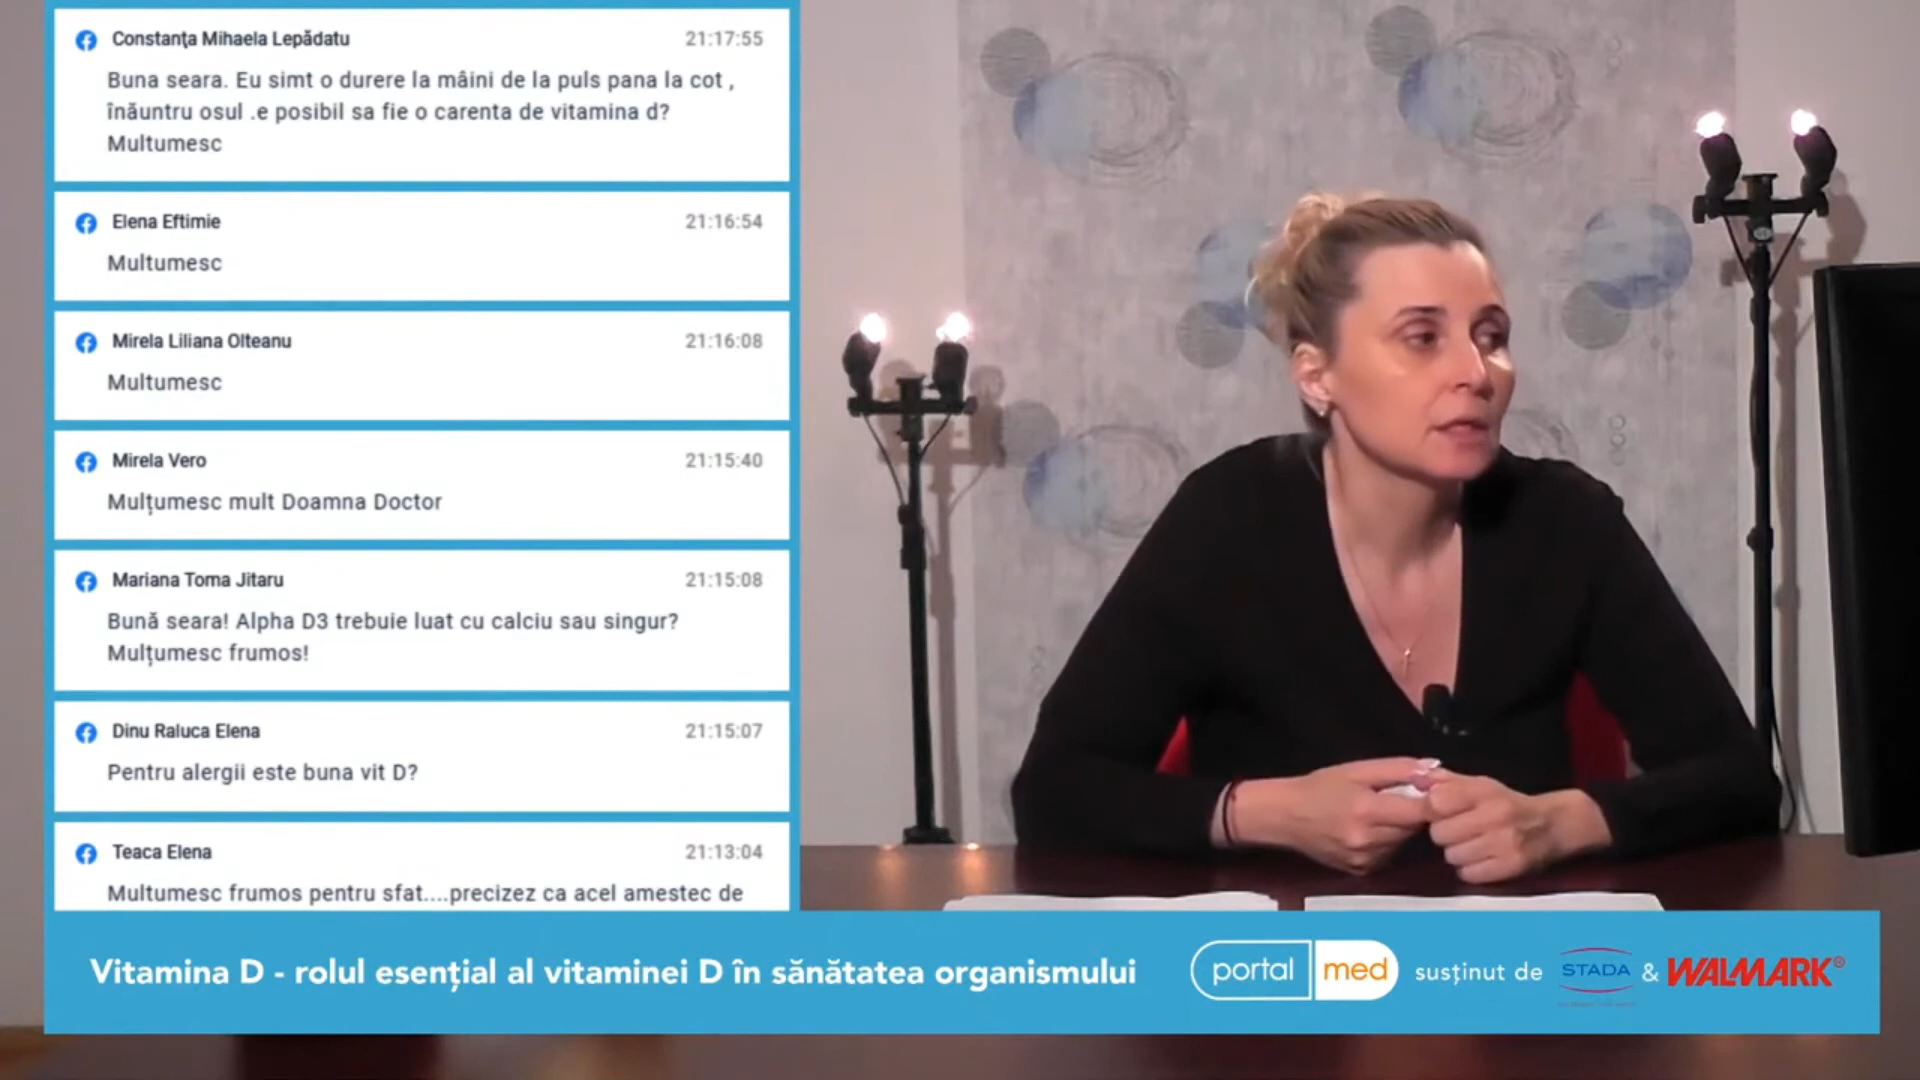 Constanța Mihaela Lepădatu 21:17:55
Buna seara. Eu simt o durere la mâini de la puls pana la cot ,
înăuntru osul .e posibil sa fie o carenta de vitamina d?
Multumesc
Elena Eftimie 21:16:54
Multumesc
Mirela Liliana Olteanu 21:16:08
Multumesc
Mirela Vero 21:15:40
Mulțumesc mult Doamna Doctor
Mariana Toma Jitaru 21:15:08
Bună seara! Alpha D3 trebuie luat cu calciu sau singur?
Mulțumesc frumos!
Dinu Raluca Elena 21:15:07
Pentru alergii este buna vit D?
Teaca Elena 21:13:04
Multumesc frumos pentru sfat....precizez ca acel amestec de
Vitamina D - rolul esențial al vitaminei D în sănătatea organismului
portal med susținut de STADA & WALMARK®